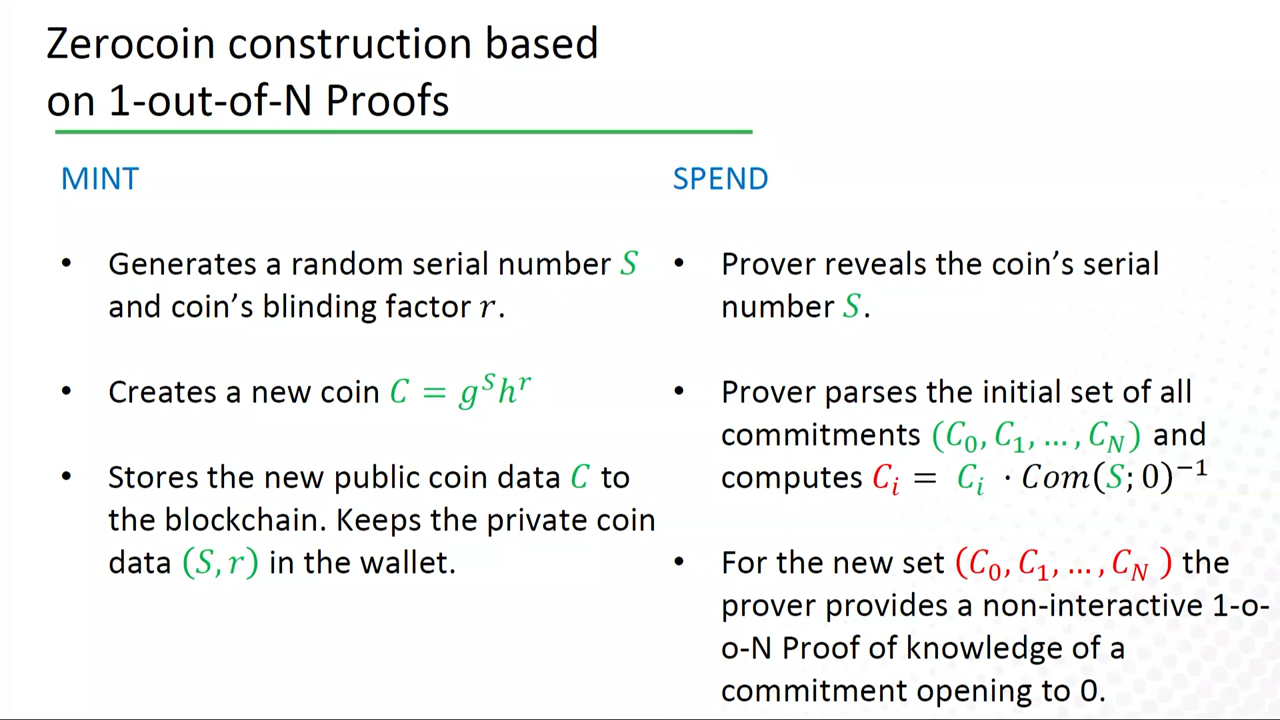 Zerocoin construction based
on 1-out-of-N Proofs
MINT
• Generates a random serial number S
and coin's blinding factor r.
• Creates a new coin C = g^S h^r
• Stores the new public coin data C to
the blockchain. Keeps the private coin
data (S, r) in the wallet.
SPEND
• Prover reveals the coin's serial
number S.
• Prover parses the initial set of all
commitments (C₀, C₁, …, C_N) and
computes C_i = C_i · Com(S; 0)⁻¹
• For the new set (C₀, C₁, …, C_N ) the
prover provides a non-interactive 1-o-
o-N Proof of knowledge of a
commitment opening to 0.